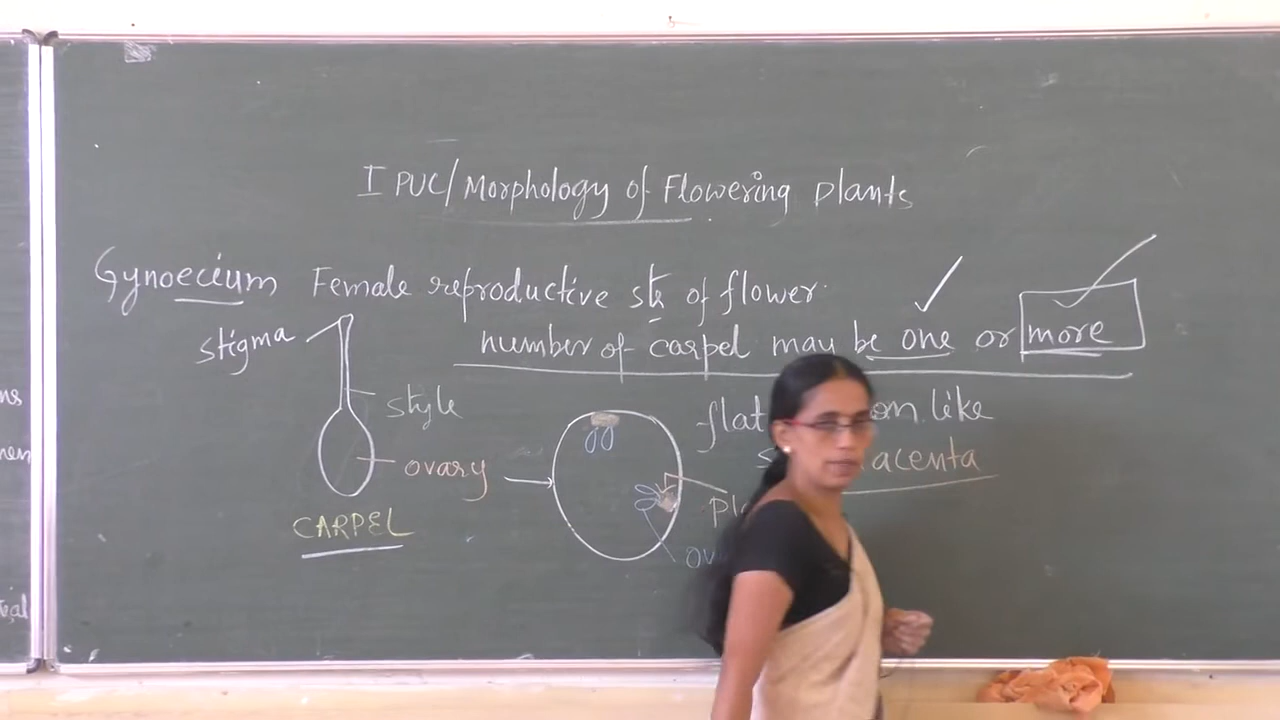 I PUC/Morphology of Flowering Plants
Gynoecium Female reproductive str of flower.
stigma
number of carpel may be one or more
style
flat on like
ovary
acenta
CARPEL